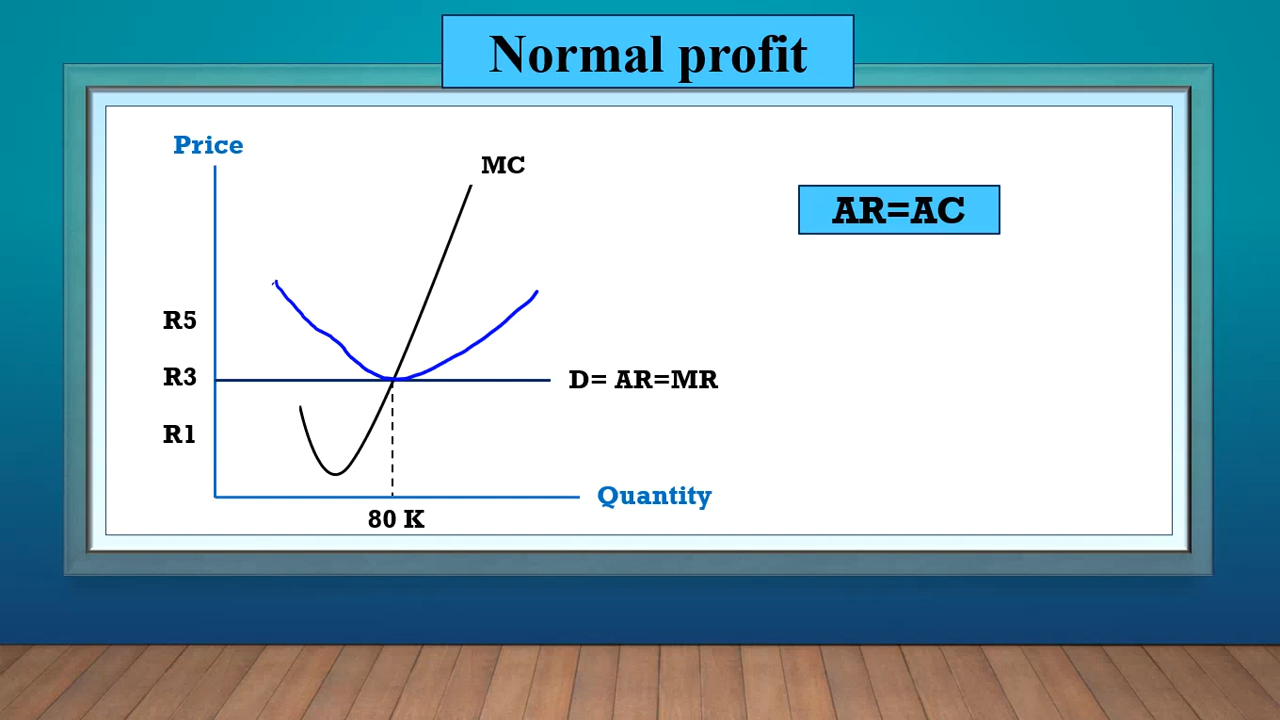 Normal profit
Price
MC
AR=AC
R5
R3
D= AR=MR
R1
Quantity
80 K